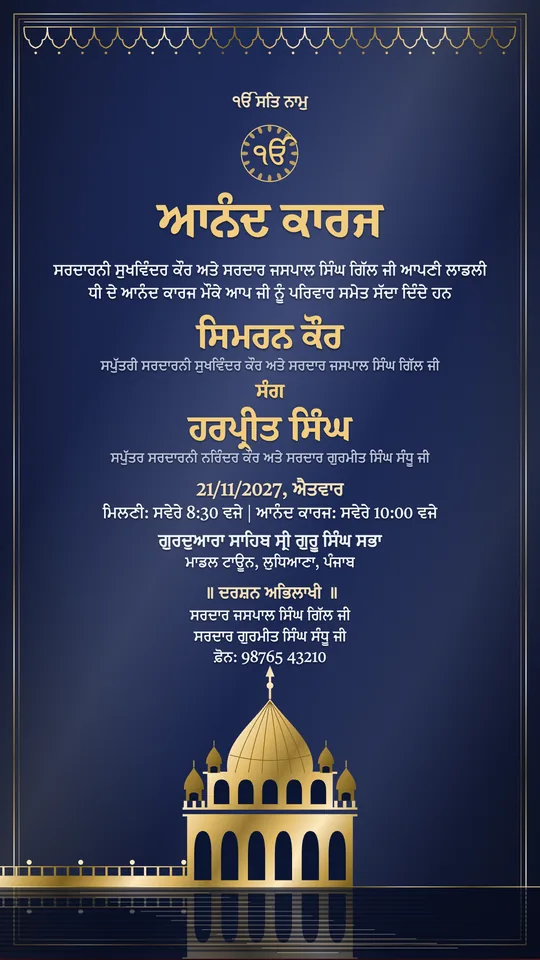 ੴ ਸਤਿ ਨਾਮੁ
ੴ
ਆਨੰਦ ਕਾਰਜ
ਸਰਦਾਰਨੀ ਸੁਖਵਿੰਦਰ ਕੌਰ ਅਤੇ ਸਰਦਾਰ ਜਸਪਾਲ ਸਿੰਘ ਗਿੱਲ ਜੀ ਆਪਣੀ ਲਾਡਲੀ
ਧੀ ਦੇ ਆਨੰਦ ਕਾਰਜ ਮੌਕੇ ਆਪ ਜੀ ਨੂੰ ਪਰਿਵਾਰ ਸਮੇਤ ਸੱਦਾ ਦਿੰਦੇ ਹਨ
ਸਿਮਰਨ ਕੌਰ
ਸਪੁੱਤਰੀ ਸਰਦਾਰਨੀ ਸੁਖਵਿੰਦਰ ਕੌਰ ਅਤੇ ਸਰਦਾਰ ਜਸਪਾਲ ਸਿੰਘ ਗਿੱਲ ਜੀ
ਸੰਗ
ਹਰਪ੍ਰੀਤ ਸਿੰਘ
ਸਪੁੱਤਰ ਸਰਦਾਰਨੀ ਨਰਿੰਦਰ ਕੌਰ ਅਤੇ ਸਰਦਾਰ ਗੁਰਮੀਤ ਸਿੰਘ ਸੰਧੂ ਜੀ
21/11/2027, ਐਤਵਾਰ
ਮਿਲਣੀ: ਸਵੇਰੇ 8:30 ਵਜੇ | ਆਨੰਦ ਕਾਰਜ: ਸਵੇਰੇ 10:00 ਵਜੇ
ਗੁਰਦੁਆਰਾ ਸਾਹਿਬ ਸ੍ਰੀ ਗੁਰੂ ਸਿੰਘ ਸਭਾ
ਮਾਡਲ ਟਾਊਨ, ਲੁਧਿਆਣਾ, ਪੰਜਾਬ
॥ ਦਰਸ਼ਨ ਅਭਿਲਾਖੀ ॥
ਸਰਦਾਰ ਜਸਪਾਲ ਸਿੰਘ ਗਿੱਲ ਜੀ
ਸਰਦਾਰ ਗੁਰਮੀਤ ਸਿੰਘ ਸੰਧੂ ਜੀ
ਫ਼ੋਨ: 98765 43210